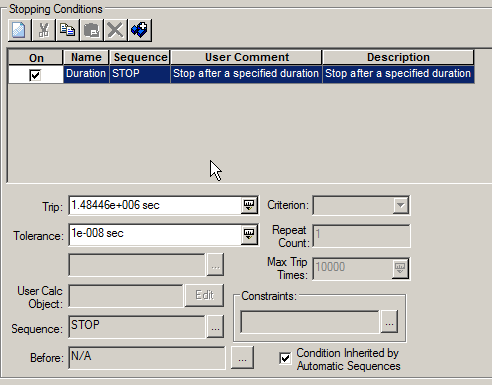 Stopping Conditions
On Name Sequence User Comment Description
Duration STOP Stop after a specified duration Stop after a specified duration
Trip: 1.48446e+006 sec Criterion:
Tolerance: 1e-008 sec Repeat Count: 1
... Max Trip Times: 10000
User Calc Object: Edit Constraints:
...
Sequence: STOP ...
Before: N/A ... Condition Inherited by Automatic Sequences